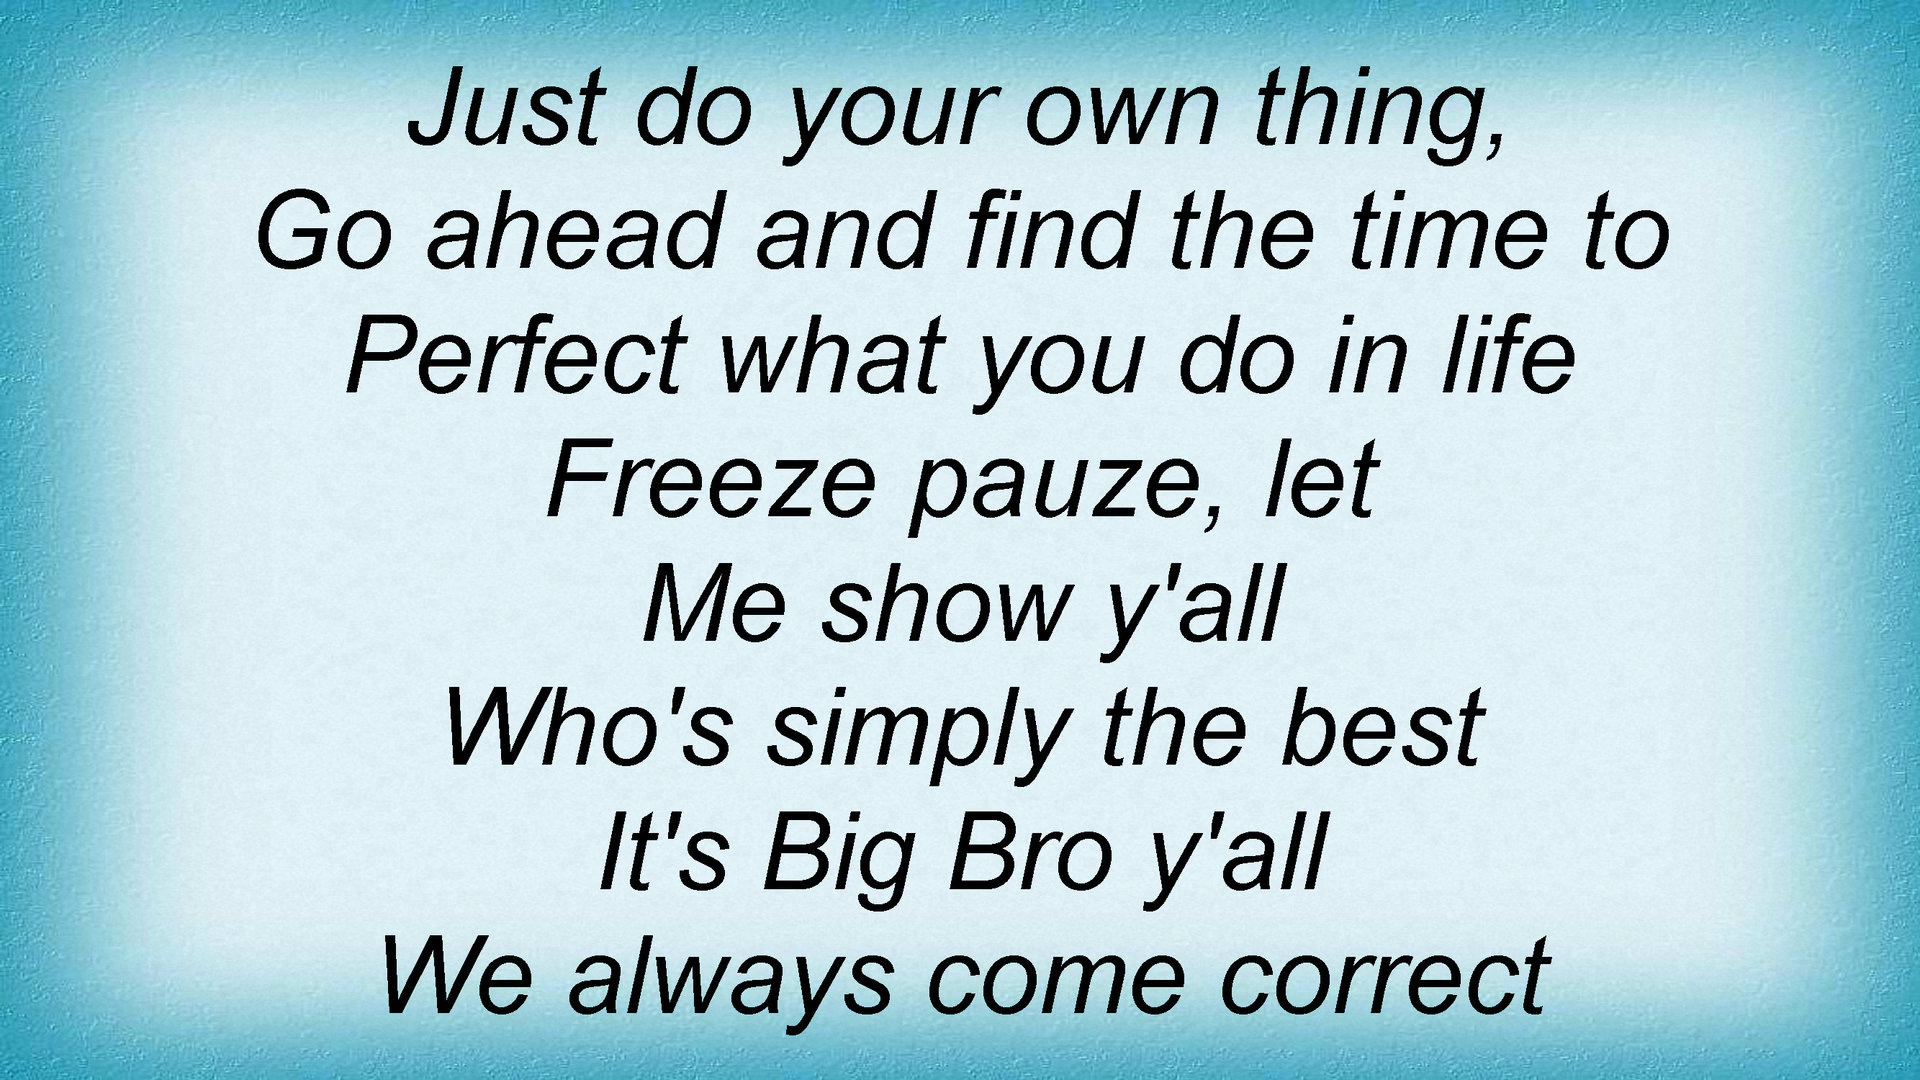 Just do your own thing,
Go ahead and find the time to
Perfect what you do in life
Freeze pauze, let
Me show y'all
Who's simply the best
It's Big Bro y'all
We always come correct